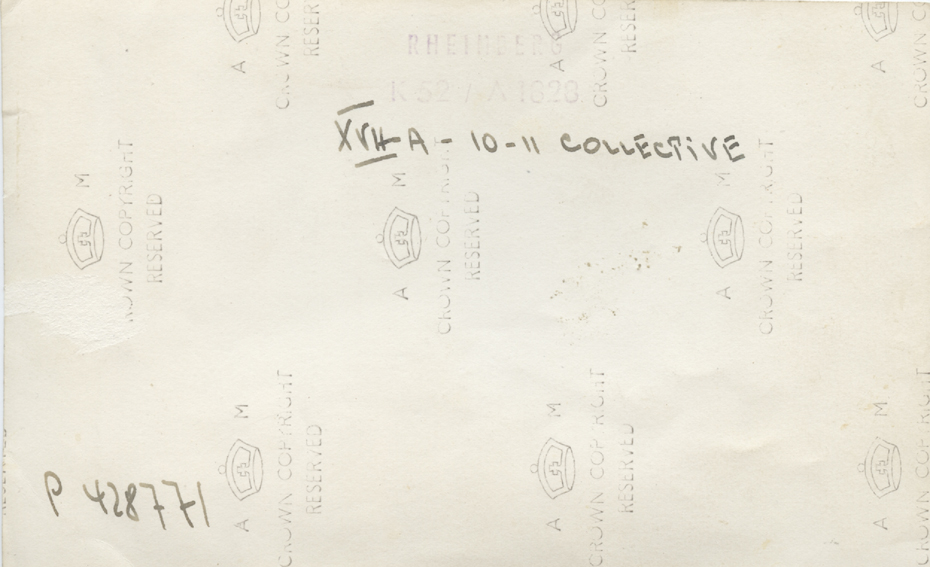 RHEINBERG
K 52 / A 1828
XVII A - 10-11 COLLECTIVE
P 428771
A M
CROWN COPYRIGHT
RESERVED